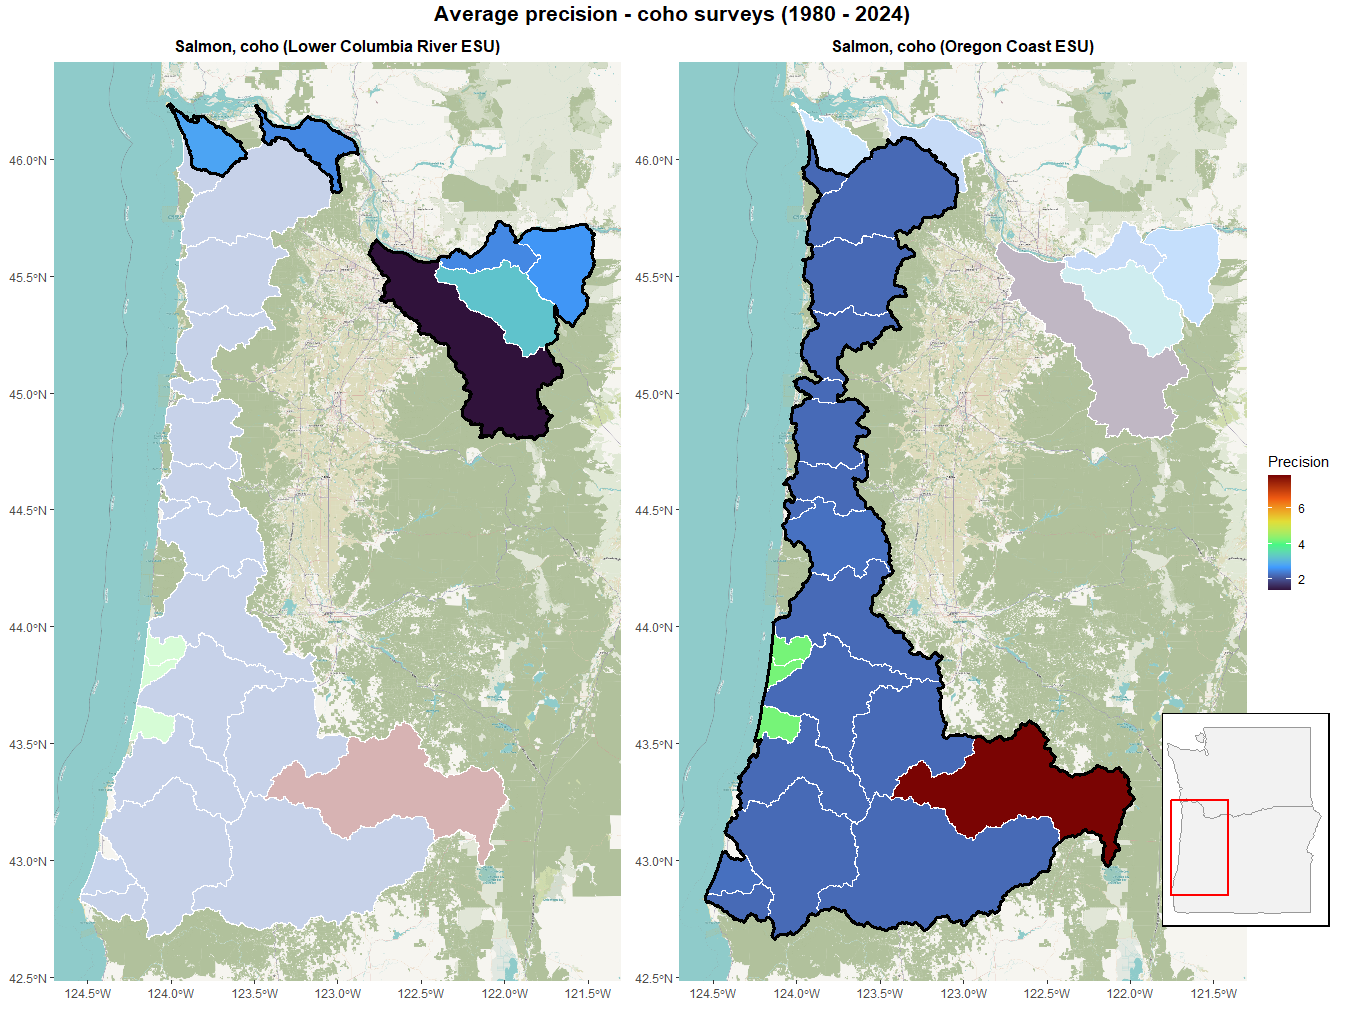 Average precision - coho surveys (1980 - 2024)
Salmon, coho (Lower Columbia River ESU)
Salmon, coho (Oregon Coast ESU)
46.0°N
45.5°N
45.0°N
44.5°N
44.0°N
43.5°N
43.0°N
42.5°N
124.5°W 124.0°W 123.5°W 123.0°W 122.5°W 122.0°W 121.5°W
46.0°N
45.5°N
45.0°N
44.5°N
44.0°N
43.5°N
43.0°N
42.5°N
124.5°W 124.0°W 123.5°W 123.0°W 122.5°W 122.0°W 121.5°W
Precision
6
4
2